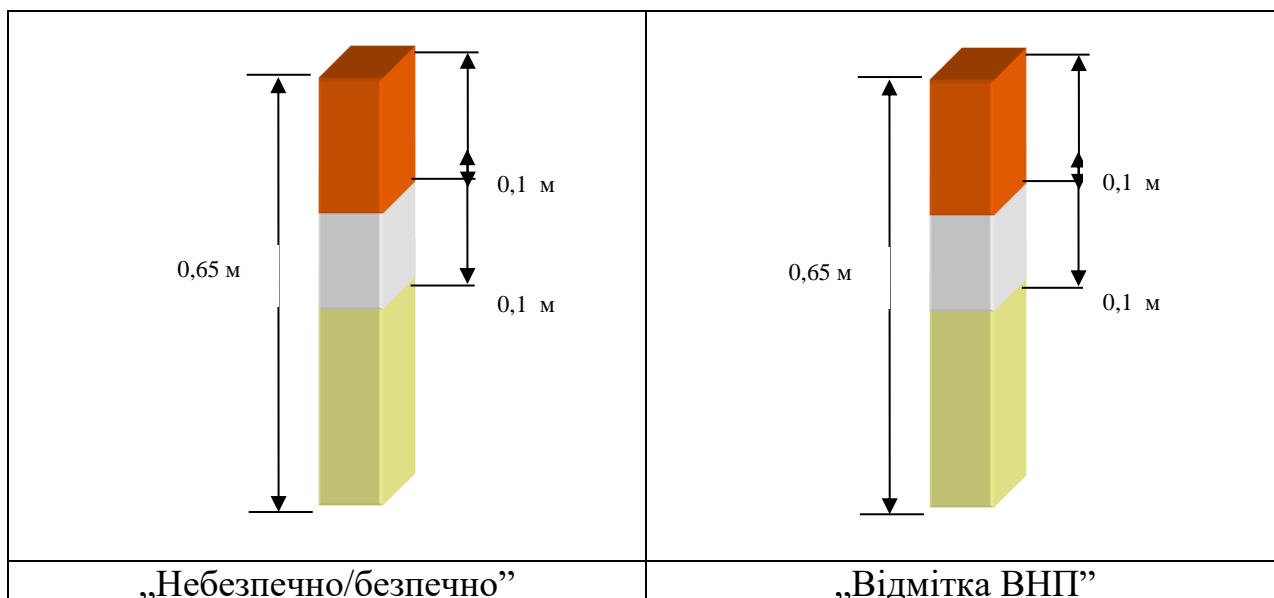 0,1 м
0,1 м
0,65 м
0,65 м
0,1 м
0,1 м
„Небезпечно/безпечно”
„Відмітка ВНП”